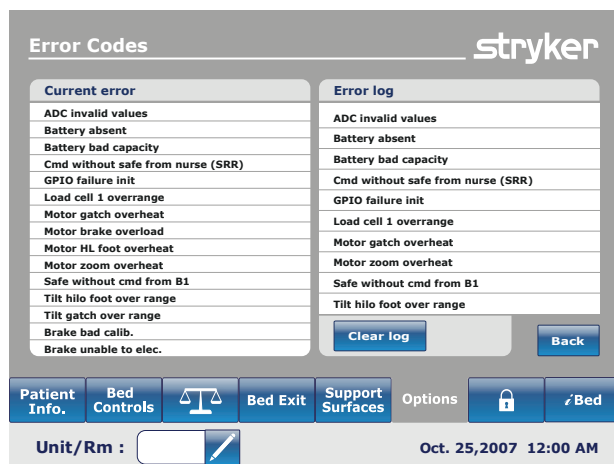 Error Codes
stryker
Current error
ADC invalid values
Battery absent
Battery bad capacity
Cmd without safe from nurse (SRR)
GPIO failure init
Load cell 1 overrange
Motor gatch overheat
Motor brake overload
Motor HL foot overheat
Motor zoom overheat
Safe without cmd from B1
Tilt hilo foot over range
Tilt gatch over range
Brake bad calib.
Brake unable to elec.
Error log
ADC invalid values
Battery absent
Battery bad capacity
Cmd without safe from nurse (SRR)
GPIO failure init
Load cell 1 overrange
Motor gatch overheat
Motor zoom overheat
Safe without cmd from B1
Tilt hilo foot over range
Clear log
Back
Patient
Info.
Bed
Controls
Bed Exit
Support
Surfaces
Options
iBed
Unit/Rm :
Oct. 25,2007 12:00 AM